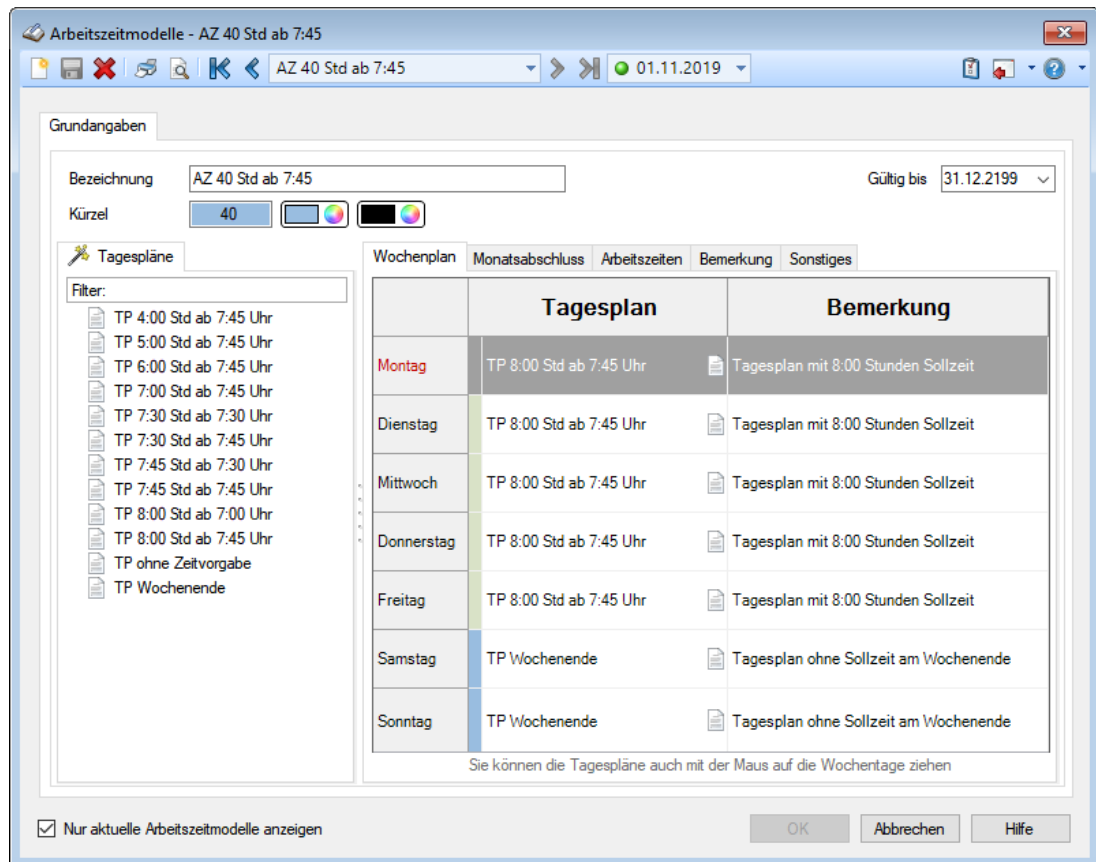 Arbeitszeitmodelle - AZ 40 Std ab 7:45
AZ 40 Std ab 7:45 01.11.2019
Grundangaben
Bezeichnung AZ 40 Std ab 7:45 Gültig bis 31.12.2199
Kürzel 40
Tagespläne
Filter:
TP 4:00 Std ab 7:45 Uhr
TP 5:00 Std ab 7:45 Uhr
TP 6:00 Std ab 7:45 Uhr
TP 7:00 Std ab 7:45 Uhr
TP 7:30 Std ab 7:30 Uhr
TP 7:30 Std ab 7:45 Uhr
TP 7:45 Std ab 7:30 Uhr
TP 7:45 Std ab 7:45 Uhr
TP 8:00 Std ab 7:00 Uhr
TP 8:00 Std ab 7:45 Uhr
TP ohne Zeitvorgabe
TP Wochenende
Wochenplan Monatsabschluss Arbeitszeiten Bemerkung Sonstiges
Tagesplan Bemerkung
Montag TP 8:00 Std ab 7:45 Uhr Tagesplan mit 8:00 Stunden Sollzeit
Dienstag TP 8:00 Std ab 7:45 Uhr Tagesplan mit 8:00 Stunden Sollzeit
Mittwoch TP 8:00 Std ab 7:45 Uhr Tagesplan mit 8:00 Stunden Sollzeit
Donnerstag TP 8:00 Std ab 7:45 Uhr Tagesplan mit 8:00 Stunden Sollzeit
Freitag TP 8:00 Std ab 7:45 Uhr Tagesplan mit 8:00 Stunden Sollzeit
Samstag TP Wochenende Tagesplan ohne Sollzeit am Wochenende
Sonntag TP Wochenende Tagesplan ohne Sollzeit am Wochenende
Sie können die Tagespläne auch mit der Maus auf die Wochentage ziehen
Nur aktuelle Arbeitszeitmodelle anzeigen OK Abbrechen Hilfe